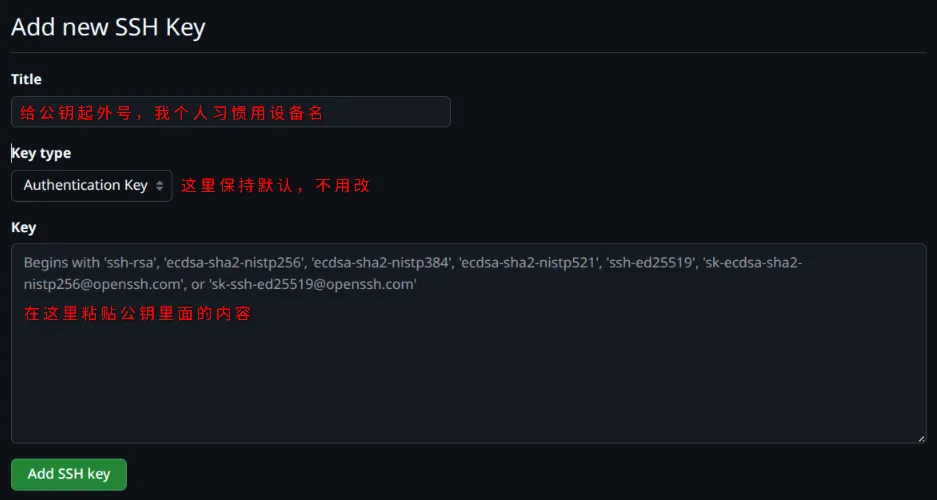 Add new SSH Key
Title
给公钥起外号，我个人习惯用设备名
Key type
Authentication Key 这里保持默认，不用改
Key
Begins with 'ssh-rsa', 'ecdsa-sha2-nistp256', 'ecdsa-sha2-nistp384', 'ecdsa-sha2-nistp521', 'ssh-ed25519', 'sk-ecdsa-sha2-
nistp256@openssh.com', or 'sk-ssh-ed25519@openssh.com'
在这里粘贴公钥里面的内容
Add SSH key